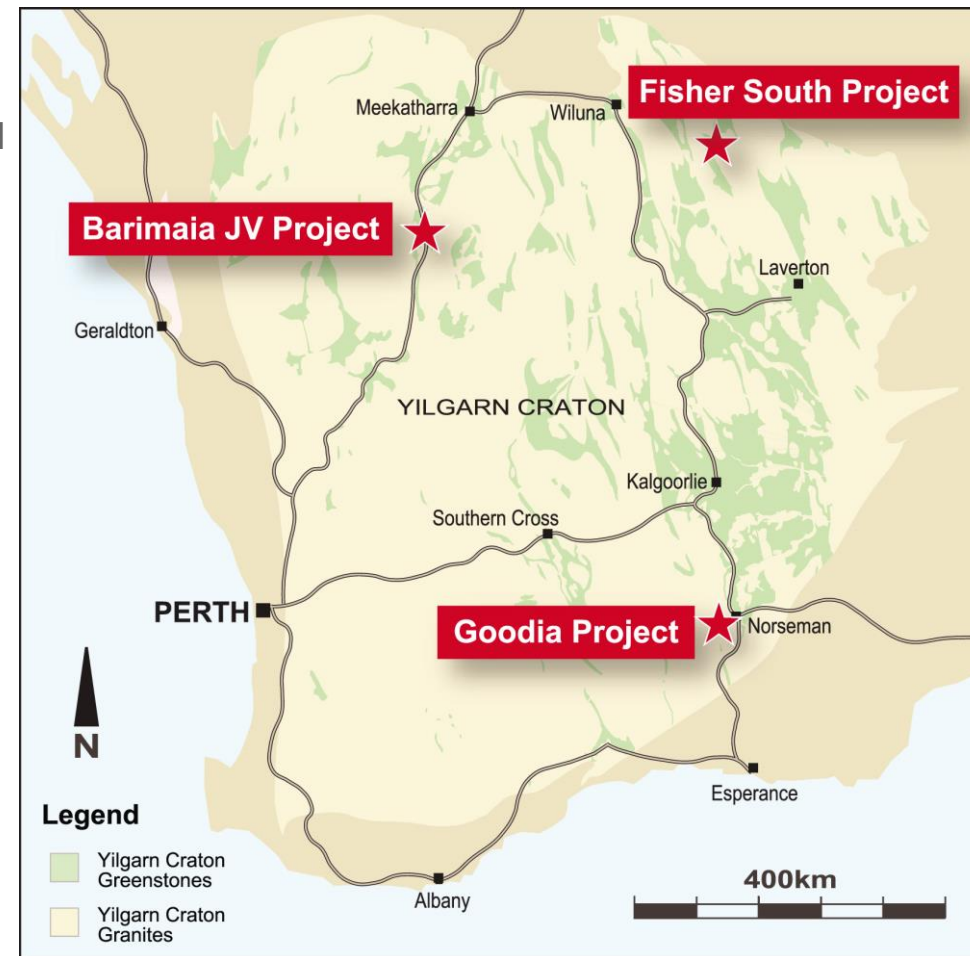 Fisher South Project
Meekatharra
Wiluna
Barimaia JV Project
Laverton
Geraldton
YILGARN CRATON
Kalgoorlie
Southern Cross
PERTH
Goodia Project
Norseman
N
Esperance
Legend
Yilgarn Craton
Greenstones
Yilgarn Craton
Granites
Albany
400km